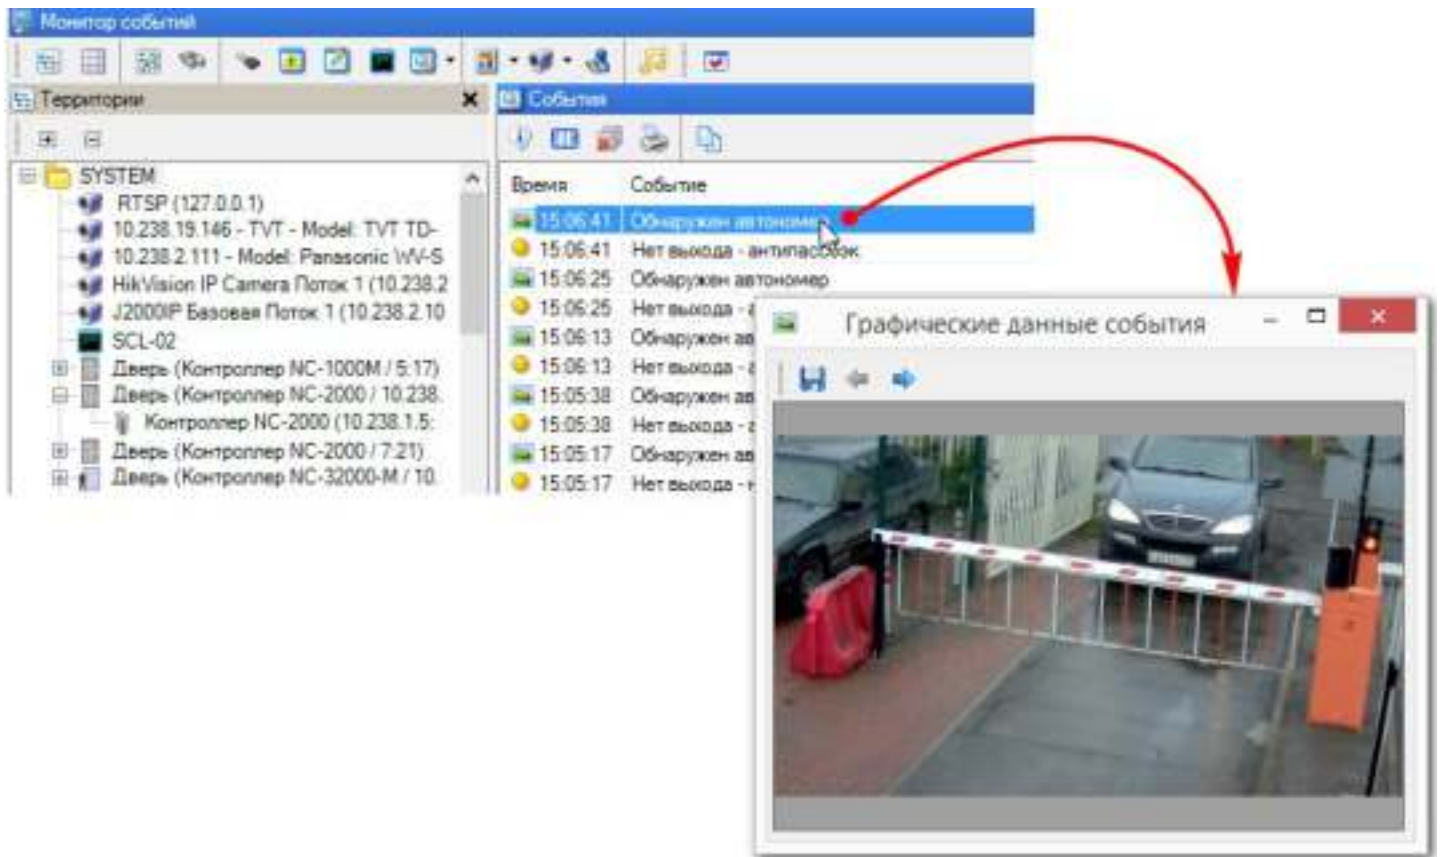 Монитор событий
Территории
SYSTEM
RTSP (127.0.0.1)
10.238.19.146 - TVT - Model: TVT TD-
10.238.2.111 - Model: Panasonic WV-S
HikVision IP Camera Поток 1 (10.238.2
J2000IP Базовая Поток 1 (10.238.2.10
SCL-02
Дверь (Контроллер NC-1000M / 5:17)
Дверь (Контроллер NC-2000 / 10.238.
Контроллер NC-2000 (10.238.1.5:
Дверь (Контроллер NC-2000 / 7:21)
Дверь (Контроллер NC-32000-M / 10.
События
Время Событие
15:06:41 Обнаружен автономер
15:06:41 Нет выхода - антипассбэк
15:06:25 Обнаружен автономер
15:06:25 Нет выхода - а
15:06:13 Обнаружен ав
15:06:13 Нет выхода - а
15:05:38 Обнаружен ав
15:05:38 Нет выхода - а
15:05:17 Обнаружен ав
15:05:17 Нет выхода - н
Графические данные события